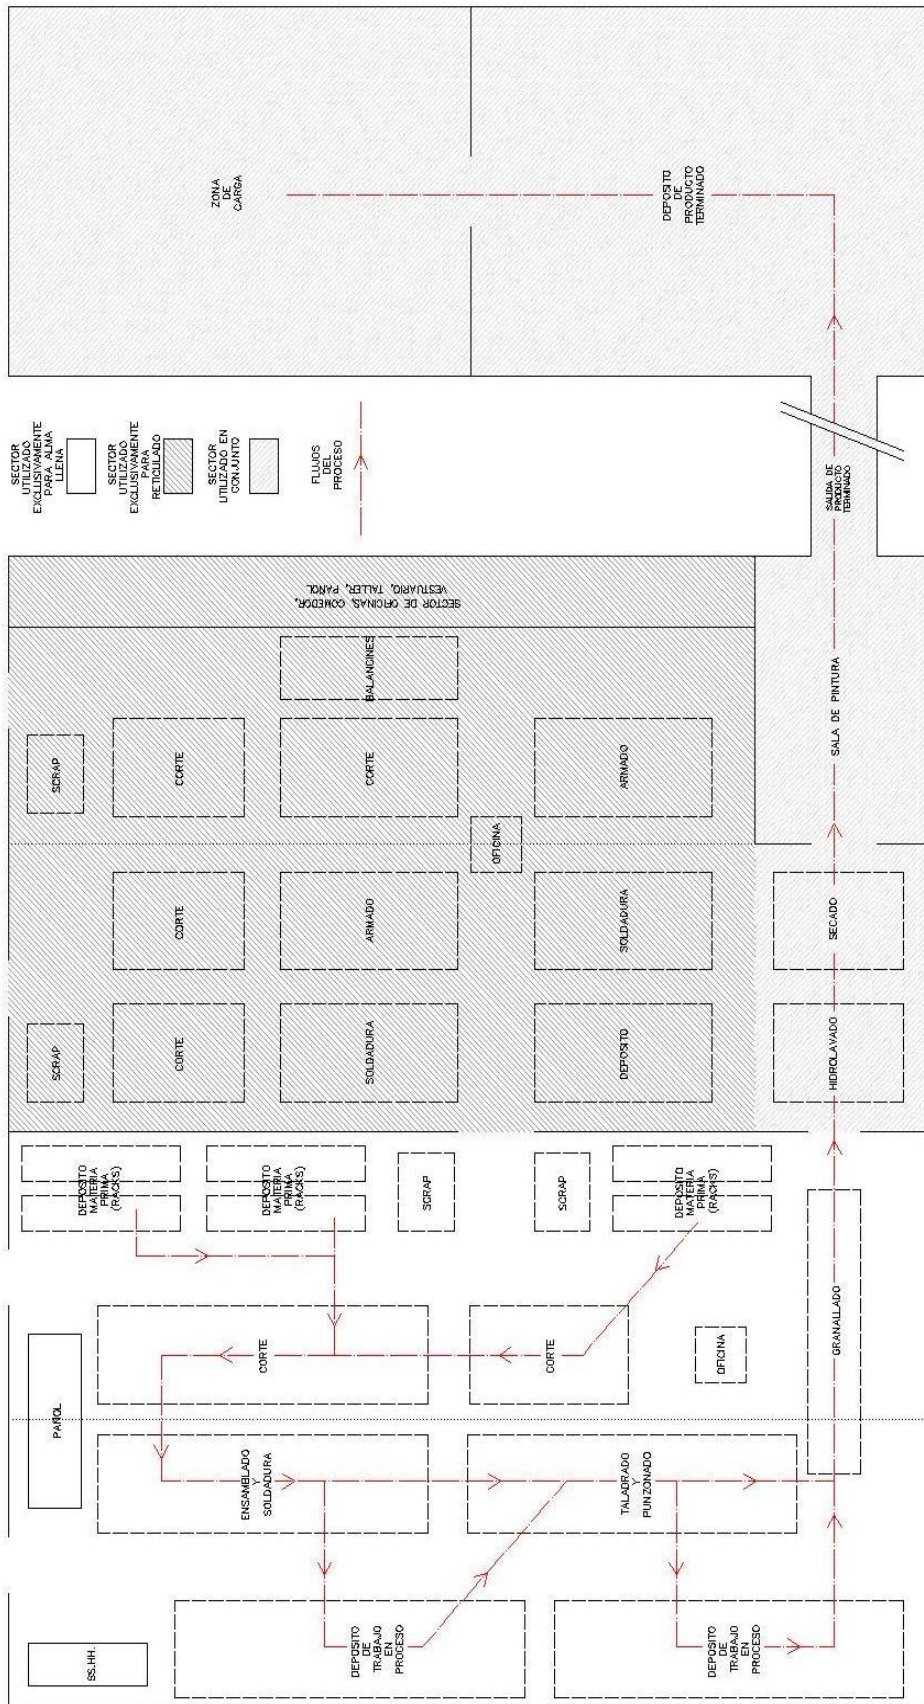 ZONA
DE
CARGA
DEPOSITO
DE
PRODUCTO
TERMINADO
SECTOR
UTILIZADO
EXCLUSIVAMENTE
PARA ALMA
LLENA
SECTOR
UTILIZADO
EXCLUSIVAMENTE
PARA
RETICULADO
SECTOR
UTILIZADO EN
CONJUNTO
FLUJOS
DEL
PROCESO
SALIDA DE
PRODUCTO
TERMINADO
SECTOR DE OFICINAS, COMEDOR,
VESTUARIO, TALLER, PAÑOL
BALANCINES
SCRAP
CORTE
CORTE
ARMADO
SALA DE PINTURA
OFICINA
CORTE
ARMADO
SOLDADURA
SECADO
SCRAP
CORTE
SOLDADURA
DEPOSITO
HIDROLAVADO
DEPOSITO
MATERIA
PRIMA
(RACKS)
DEPOSITO
MATERIA
PRIMA
(RACKS)
SCRAP
SCRAP
DEPOSITO
MATERIA
PRIMA
(RACKS)
PAÑOL
CORTE
CORTE
OFICINA
GRANALLADO
ENSAMBLADO
Y
SOLDADURA
TALADRADO
Y
PUNZONADO
SS.HH.
DEPOSITO
DE
TRABAJO
EN
PROCESO
DEPOSITO
DE
TRABAJO
EN
PROCESO